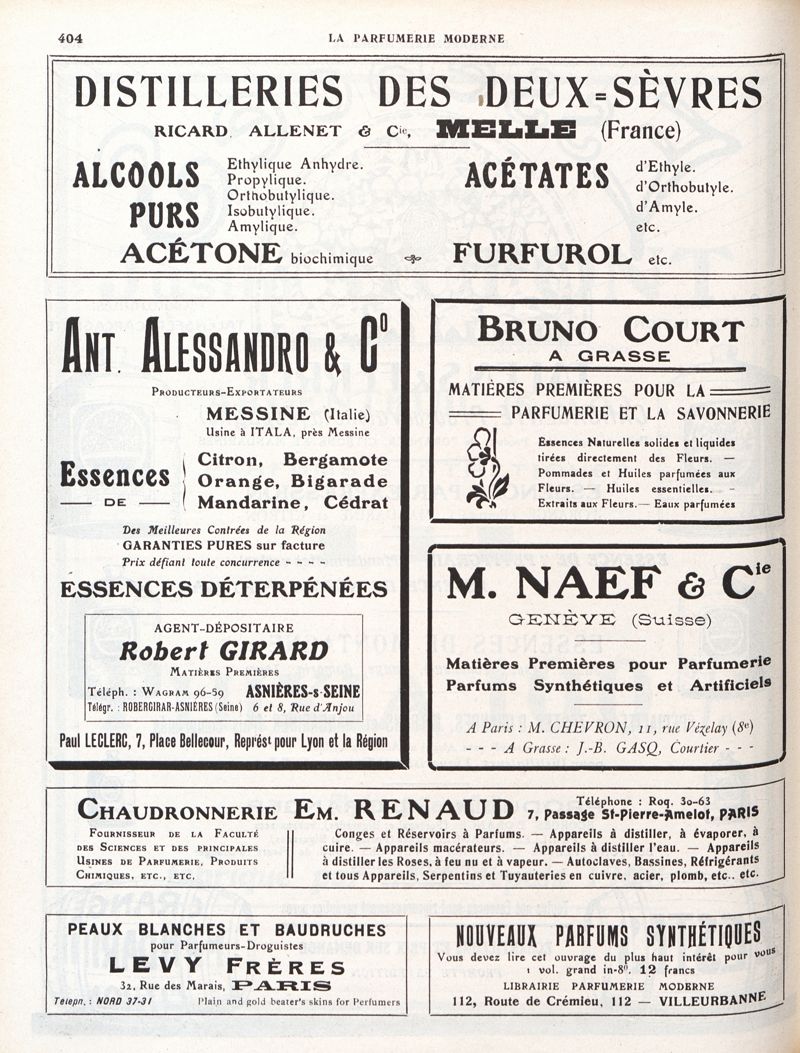 404
LA PARFUMERIE MODERNE
DISTILLERIES DES DEUX=SÈVRES
RICARD, ALLENET & Cie, MELLE (France)
ALCOOLS PURS
Ethylique Anhydre.
Propylique.
Orthobutylique.
Isobutylique.
Amylique.
ACÉTATES
d'Ethyle.
d'Orthobutyle.
d'Amyle.
etc.
ACÉTONE biochimique FURFUROL etc.
ANT. ALESSANDRO & Co
PRODUCTEURS-EXPORTATEURS
MESSINE (Italie)
Usine à ITALA, près Messine
Essences
DE
Citron, Bergamote
Orange, Bigarade
Mandarine, Cédrat
Des Meilleures Contrées de la Région
GARANTIES PURES sur facture
Prix défiant toute concurrence - - - -
ESSENCES DÉTERPÉNÉES
AGENT-DÉPOSITAIRE
Robert GIRARD
MATIÈRES PREMIÈRES
Téléph. : WAGRAM 96-59 ASNIÈRES-s-SEINE
Télégr. : ROBERGIRAR-ASNIÈRES (Seine) 6 et 8, Rue d'Anjou
Paul LECLERC, 7, Place Bellecour, Représt pour Lyon et la Région
BRUNO COURT
A GRASSE
MATIÈRES PREMIÈRES POUR LA
PARFUMERIE ET LA SAVONNERIE
Essences Naturelles solides et liquides
tirées directement des Fleurs. —
Pommades et Huiles parfumées aux
Fleurs. — Huiles essentielles. -
Extraits aux Fleurs. — Eaux parfumées
M. NAEF & Cie
GENÈVE (Suisse)
Matières Premières pour Parfumerie
Parfums Synthétiques et Artificiels
A Paris : M. CHEVRON, 11, rue Vézelay (8e)
- - - A Grasse : J.-B. GASQ, Courtier - - -
CHAUDRONNERIE EM. RENAUD
Téléphone : Roq. 30-63
7, Passage St-Pierre-Amelot, PARIS
FOURNISSEUR DE LA FACULTÉ
DES SCIENCES ET DES PRINCIPALES
USINES DE PARFUMERIE, PRODUITS
CHIMIQUES, ETC., ETC.
Conges et Réservoirs à Parfums. — Appareils à distiller, à évaporer, à
cuire. — Appareils macérateurs. — Appareils à distiller l'eau. — Appareils
à distiller les Roses, à feu nu et à vapeur. — Autoclaves, Bassines, Réfrigérants
et tous Appareils, Serpentins et Tuyauteries en cuivre, acier, plomb, etc.. etc.
PEAUX BLANCHES ET BAUDRUCHES
pour Parfumeurs-Droguistes
LEVY FRÈRES
32, Rue des Marais, PARIS
Télepn. : NORD 37-31 Plain and gold beater's skins for Perfumers
NOUVEAUX PARFUMS SYNTHÉTIQUES
Vous devez lire cet ouvrage du plus haut intérêt pour vous
1 vol. grand in-8o. 12 francs
LIBRAIRIE PARFUMERIE MODERNE
112, Route de Crémieu, 112 — VILLEURBANNE